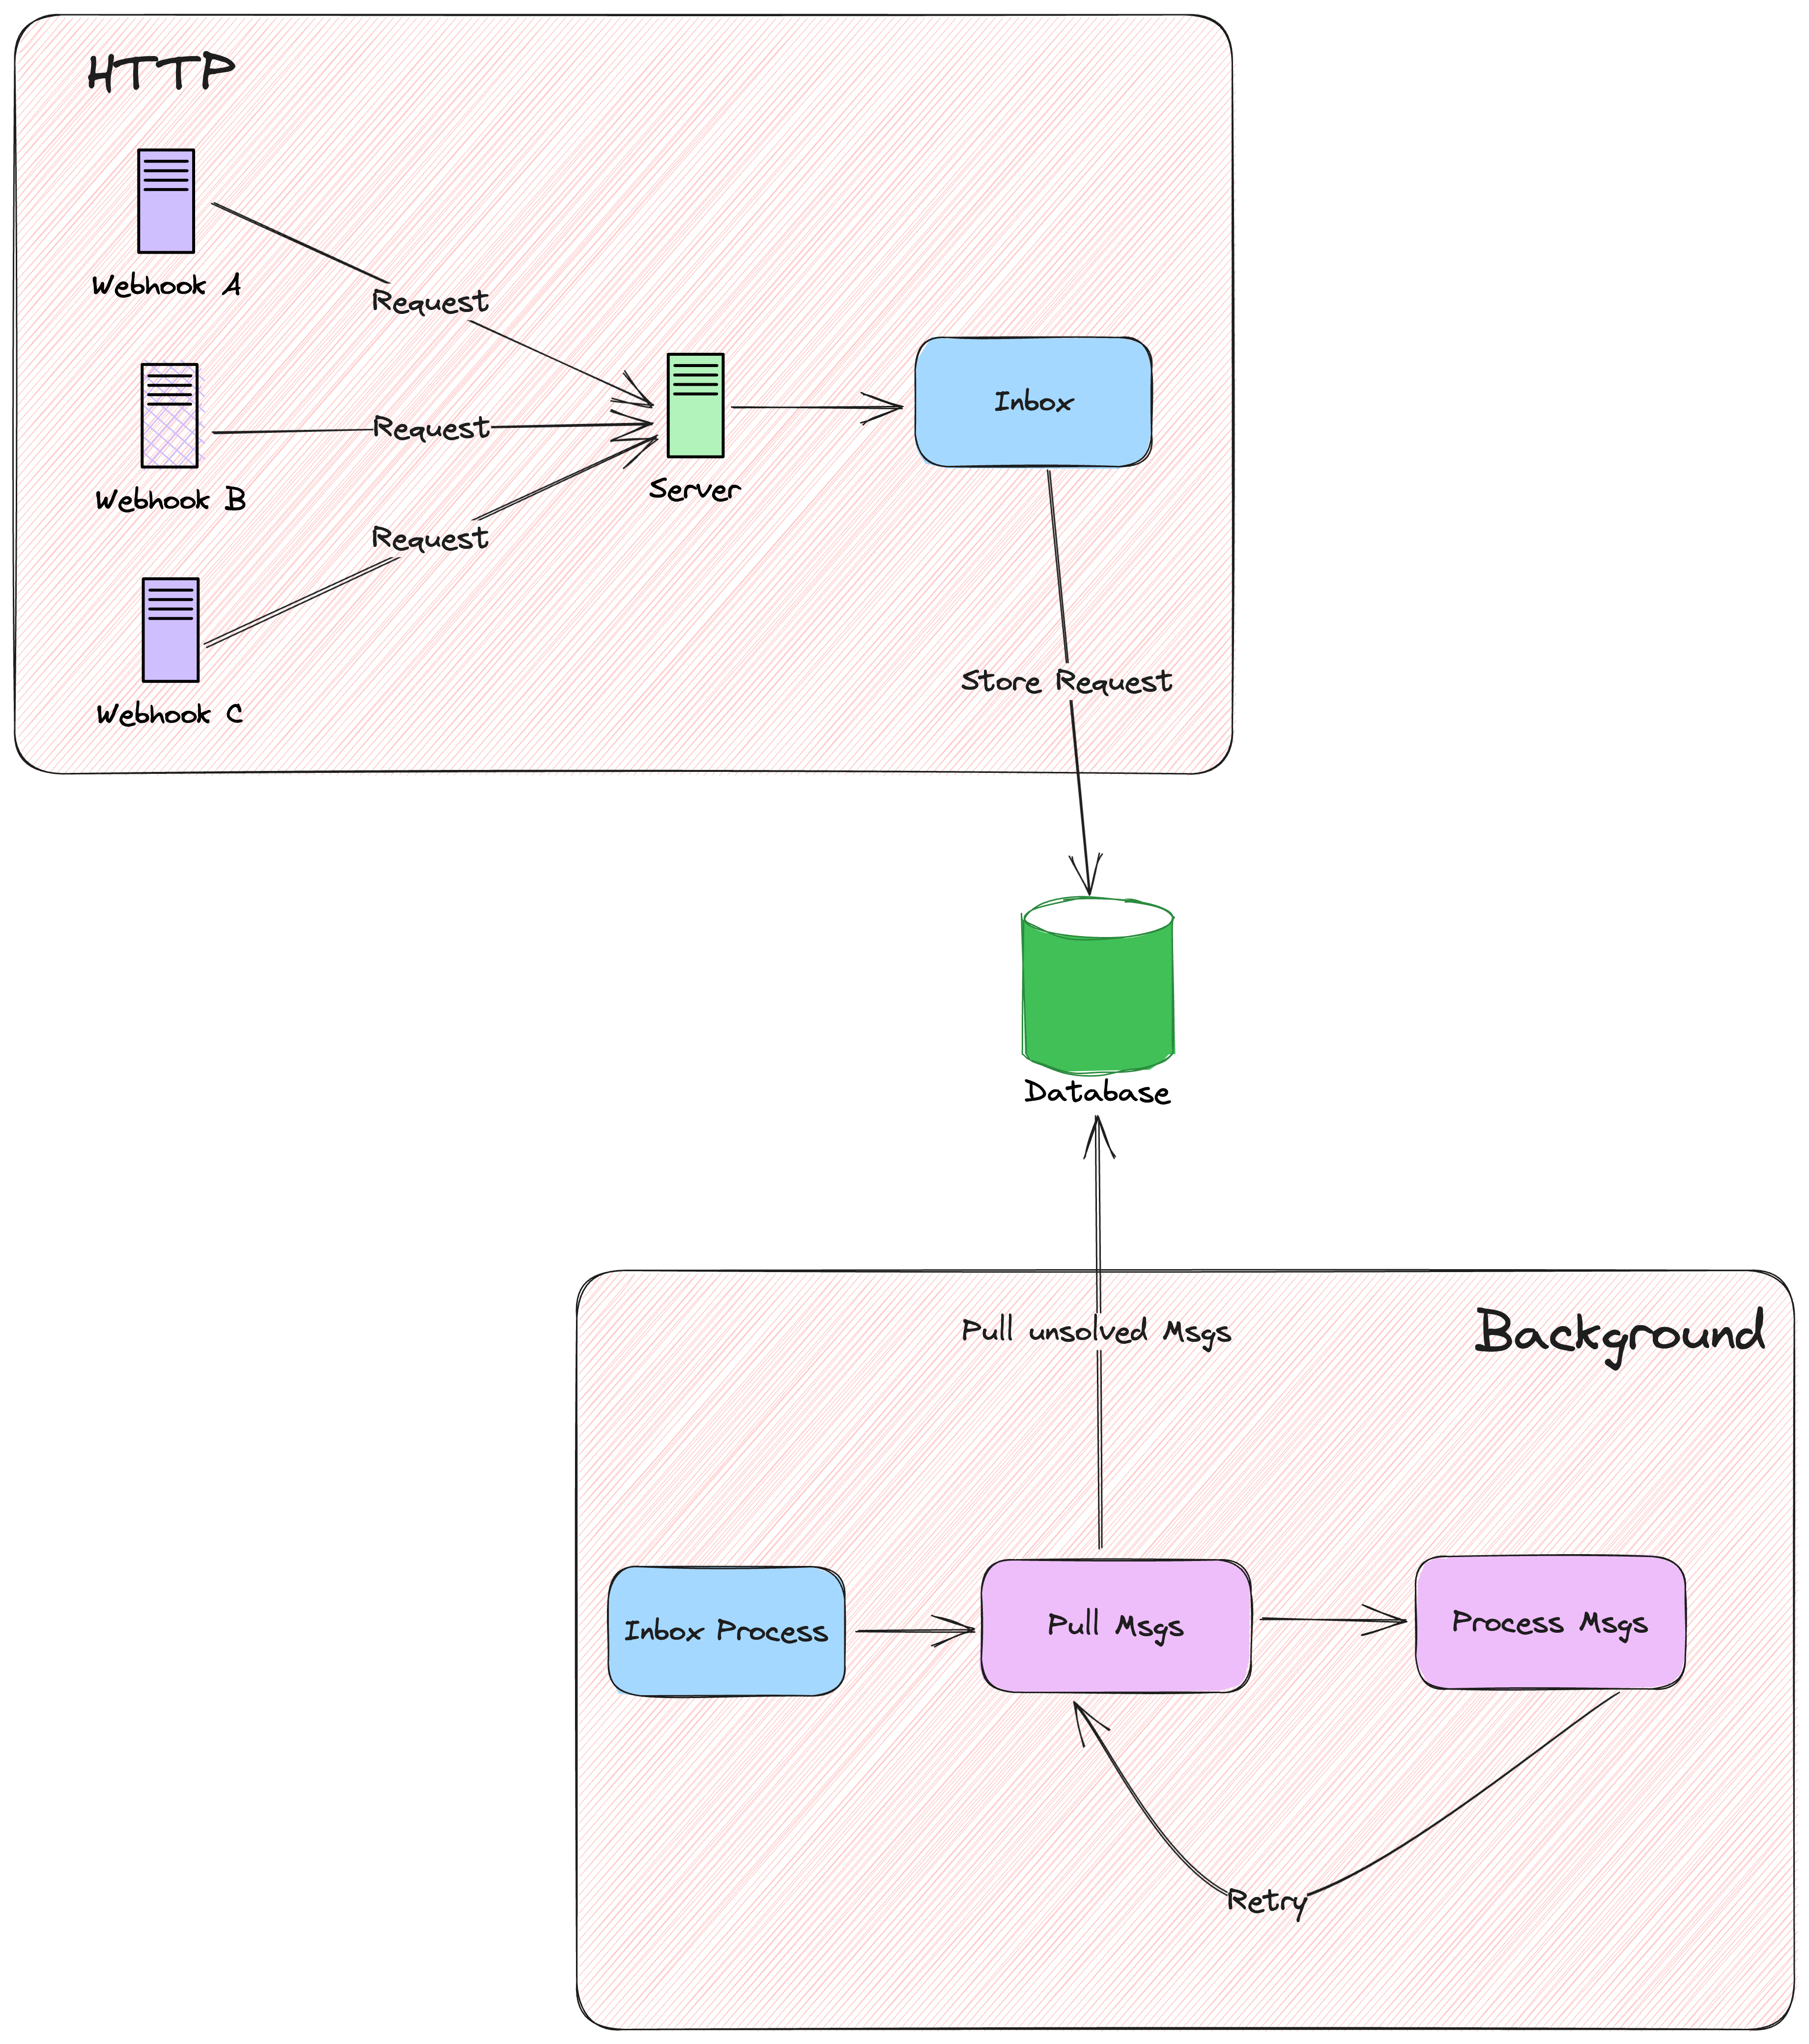 HTTP
Webhook A
Request
Inbox
Request
Server
Webhook B
Request
Store Request
Webhook C
Database
Pull unsolved Msgs
Background
Inbox Process
Pull Msgs
Process Msgs
Retry